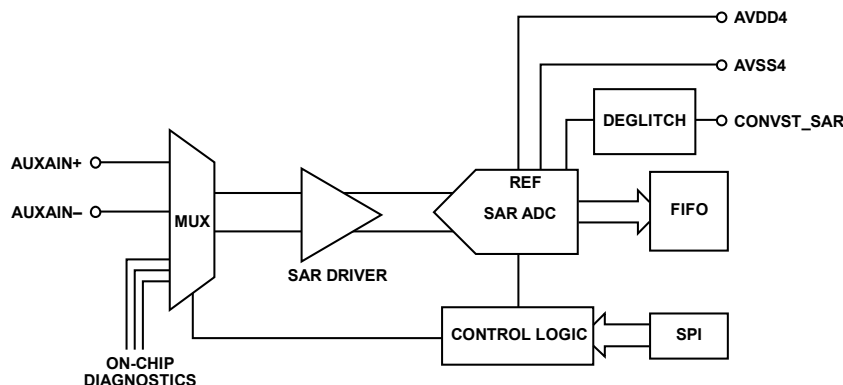 AVDD4
AVSS4
DEGLITCH
CONVST_SAR
AUXAIN+
REF
AUXAIN–
MUX
SAR ADC
FIFO
SAR DRIVER
CONTROL LOGIC
SPI
ON-CHIP
DIAGNOSTICS